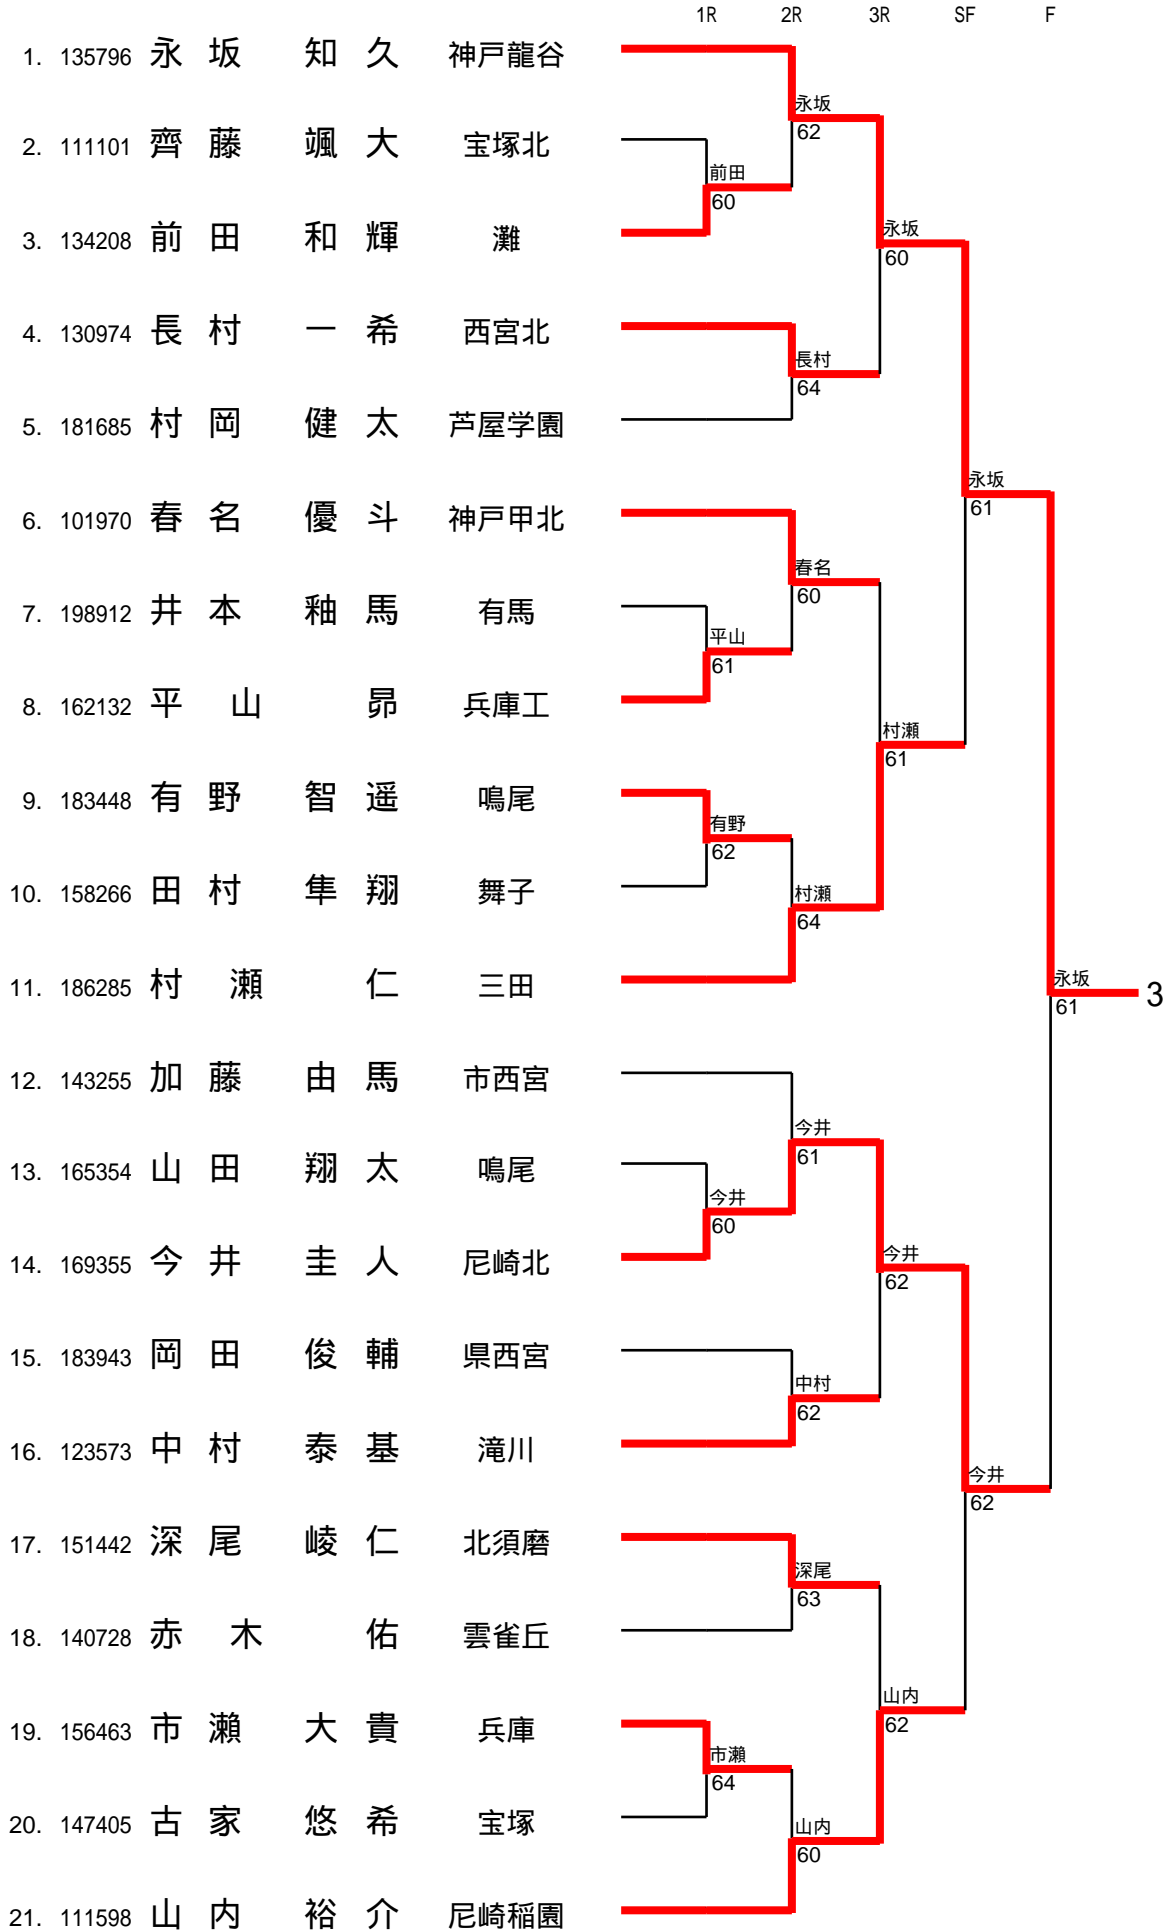 1R 2R 3R SF F
1. 135796 永坂 知久 神戸龍谷
永坂
62
2. 111101 齊藤 颯大 宝塚北
前田
60
3. 134208 前田 和輝 灘
永坂
60
4. 130974 長村 一希 西宮北
長村
64
5. 181685 村岡 健太 芦屋学園
永坂
61
6. 101970 春名 優斗 神戸甲北
春名
60
7. 198912 井本 釉馬 有馬
平山
61
8. 162132 平山 昴 兵庫工
村瀬
61
9. 183448 有野 智遥 鳴尾
有野
62
10. 158266 田村 隼翔 舞子
村瀬
64
11. 186285 村瀬 仁 三田
永坂
61
3
12. 143255 加藤 由馬 市西宮
今井
61
13. 165354 山田 翔太 鳴尾
今井
60
14. 169355 今井 圭人 尼崎北
今井
62
15. 183943 岡田 俊輔 県西宮
中村
62
16. 123573 中村 泰基 滝川
今井
62
17. 151442 深尾 崚仁 北須磨
深尾
63
18. 140728 赤木 佑 雲雀丘
山内
62
19. 156463 市瀬 大貴 兵庫
市瀬
64
20. 147405 古家 悠希 宝塚
山内
60
21. 111598 山内 裕介 尼崎稲園